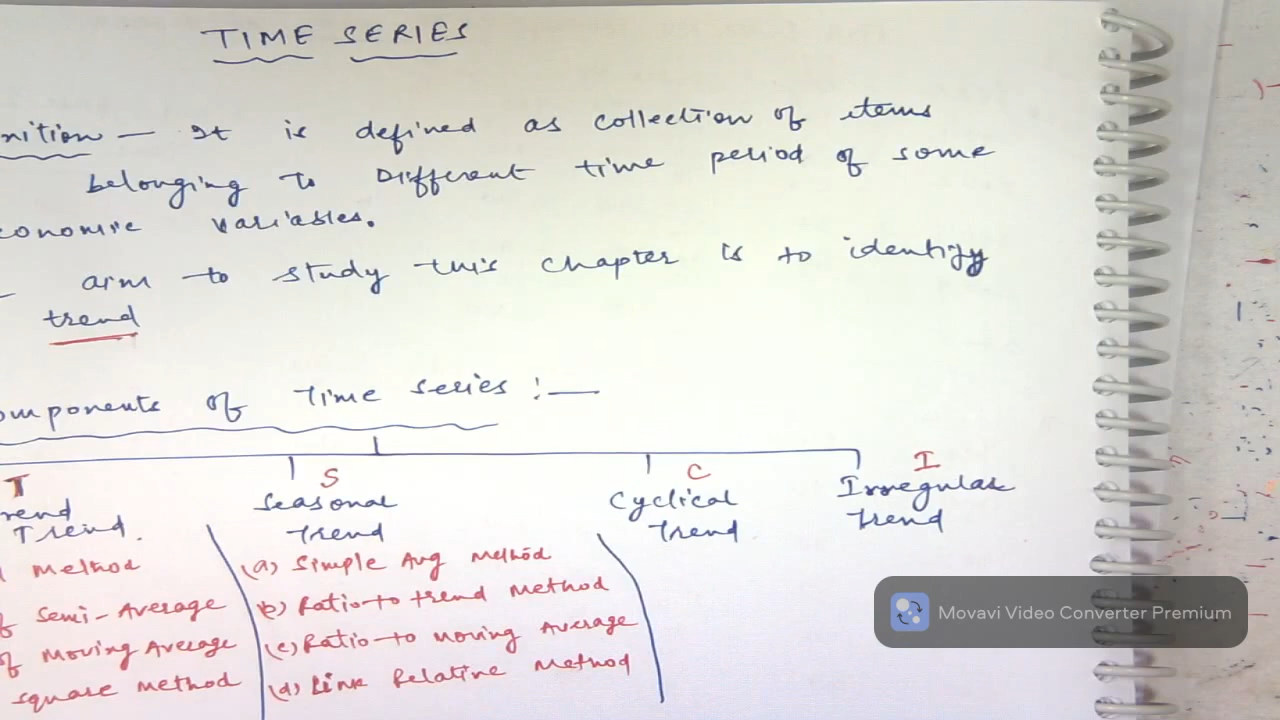 TIME SERIES
nition — It is defined as collection of items
belonging to Different time period of some
conomic variables.
aim to study this chapter is to identify
trend
omponents of Time series :—
T S C I
rend Seasonal Cyclical Irregular
Trend. trend trend trend
Method (a) Simple Avg Method
of Semi-Average (b) Ratio to trend Method
of Moving Average (c) Ratio to Moving Average
square method (d) Link Relative Method
Movavi Video Converter Premium